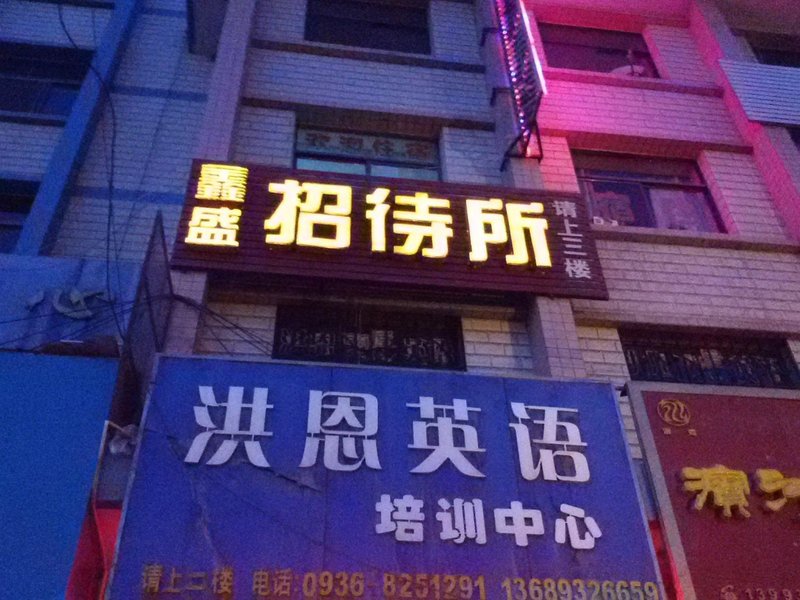 鑫盛 招待所 请上三楼
洪恩英语
培训中心
请上二楼 电话:0936-8251291 13689326659